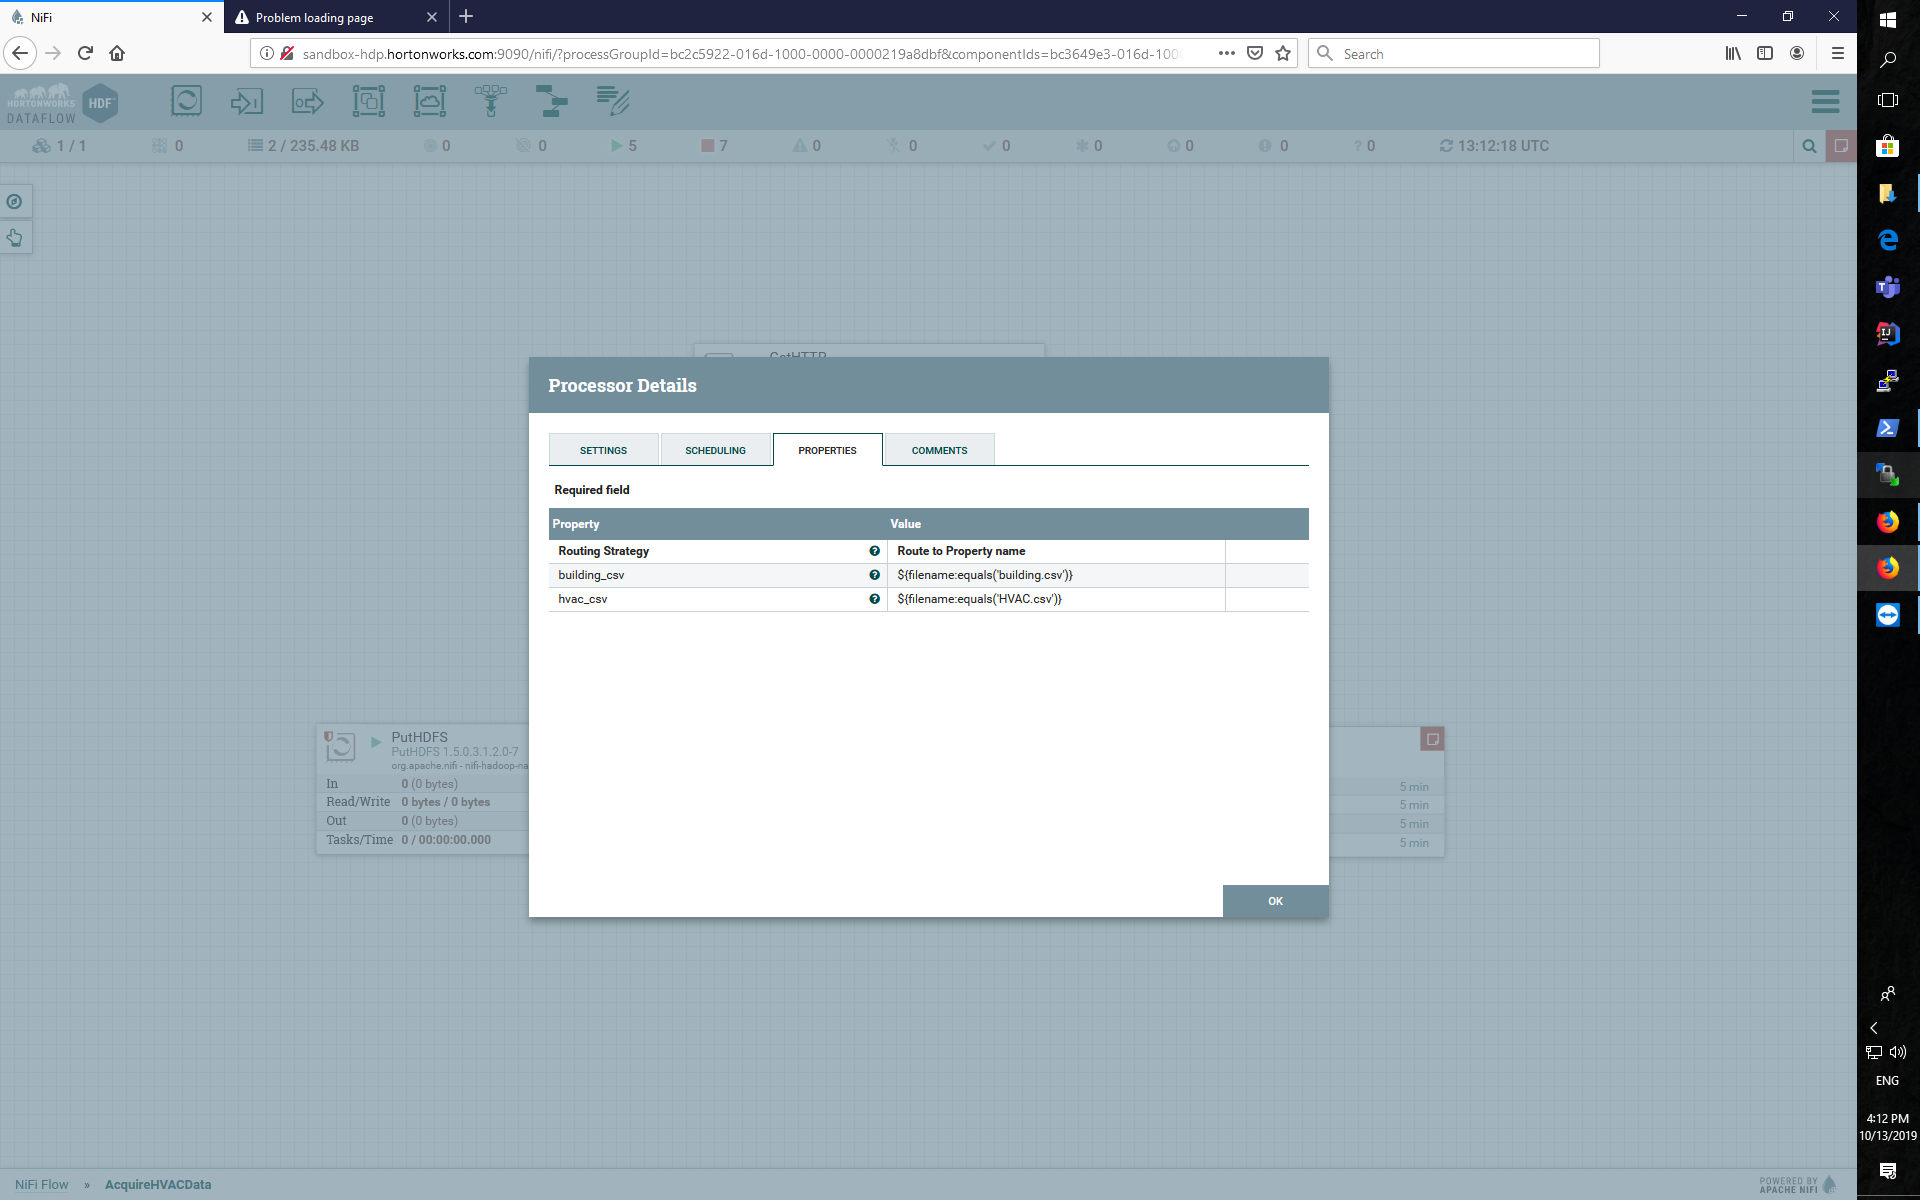 NiFi
Problem loading page
sandbox-hdp.hortonworks.com:9090/nifi/?processGroupId=bc2c5922-016d-1000-0000-0000219a8dbf&componentIds=bc3649e3-016d-100
Search
HORTONWORKS
DATAFLOW
HDF
1 / 1
0
2 / 235.48 KB
0
0
5
7
0
0
0
0
0
0
? 0
13:12:18 UTC
GetHTTP
Processor Details
SETTINGS
SCHEDULING
PROPERTIES
COMMENTS
Required field
Property
Value
Routing Strategy
Route to Property name
building_csv
${filename:equals('building.csv')}
hvac_csv
${filename:equals('HVAC.csv')}
OK
PutHDFS
PutHDFS 1.5.0.3.1.2.0-7
org.apache.nifi - nifi-hadoop-na
In
0 (0 bytes)
Read/Write
0 bytes / 0 bytes
Out
0 (0 bytes)
Tasks/Time
0 / 00:00:00.000
5 min
5 min
5 min
5 min
NiFi Flow
»
AcquireHVACData
POWERED BY
APACHE NIFI
ENG
4:12 PM
10/13/2019